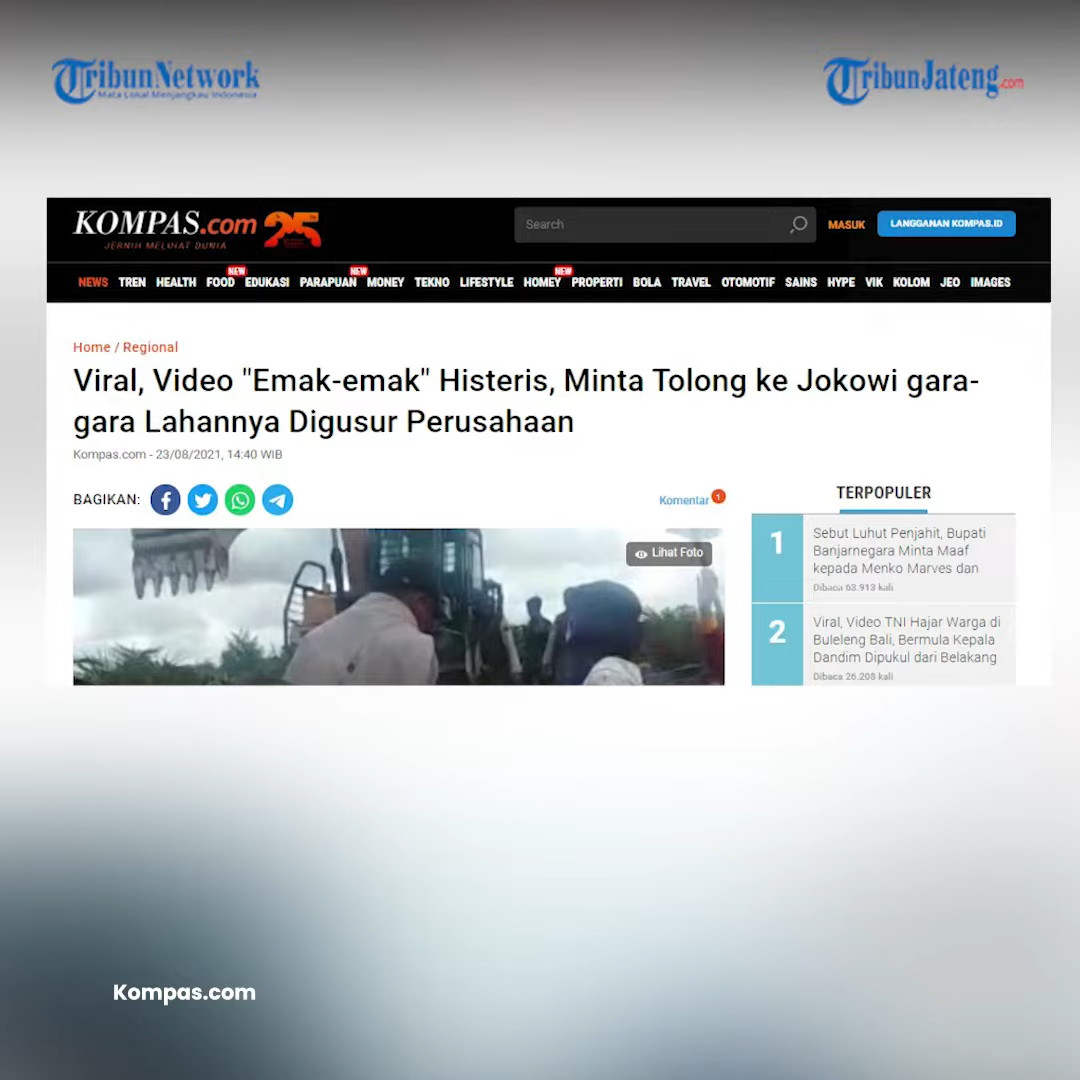 TribunNetwork
Mata Lokal Menjangkau Indonesia
TribunJateng.com
KOMPAS.com 25
JERNIH MELIHAT DUNIA
Search
MASUK
LANGGANAN KOMPAS.ID
NEWS TREN HEALTH FOOD NEW EDUKASI PARAPUAN NEW MONEY TEKNO LIFESTYLE HOMEY NEW PROPERTI BOLA TRAVEL OTOMOTIF SAINS HYPE VIK KOLOM JEO IMAGES
Home / Regional
Viral, Video "Emak-emak" Histeris, Minta Tolong ke Jokowi gara-
gara Lahannya Digusur Perusahaan
Kompas.com - 23/08/2021, 14:40 WIB
BAGIKAN:
Komentar 1
Lihat Foto
TERPOPULER
1
Sebut Luhut Penjahit, Bupati
Banjarnegara Minta Maaf
kepada Menko Marves dan
Dibaca 63.913 kali
2
Viral, Video TNI Hajar Warga di
Buleleng Bali, Bermula Kepala
Dandim Dipukul dari Belakang
Dibaca 26.208 kali
Kompas.com